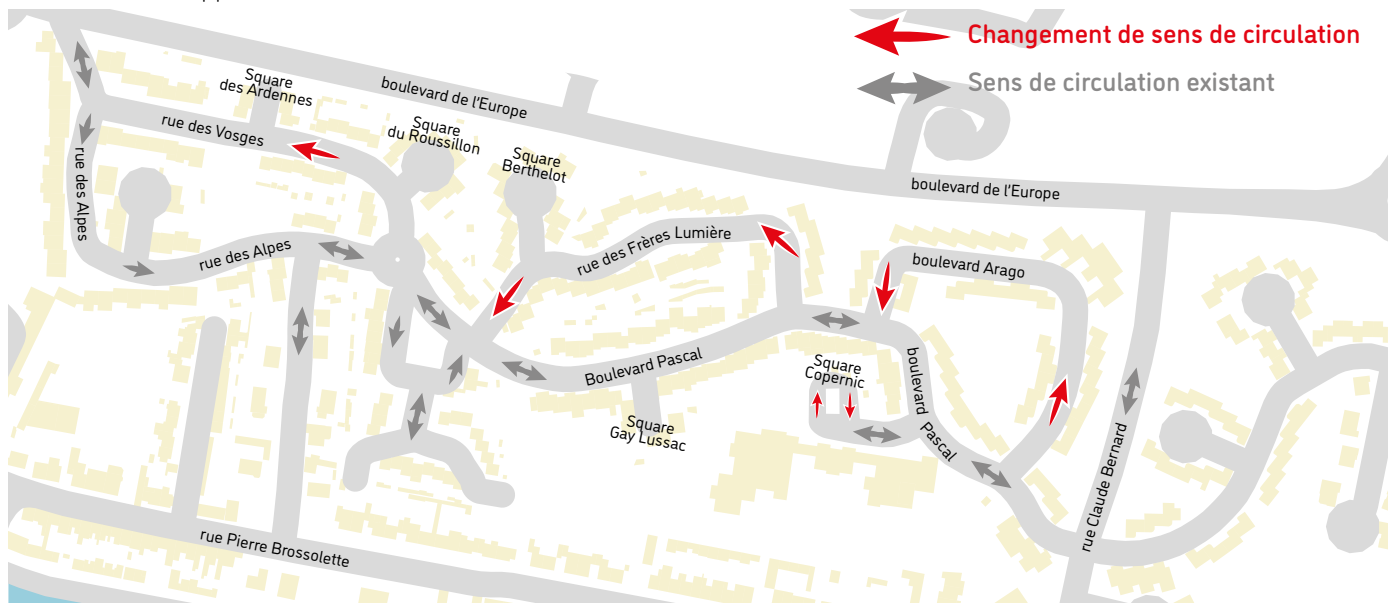 Changement de sens de circulation
Sens de circulation existant
Square
des Ardennes
boulevard de l'Europe
rue des Vosges
Square
du Roussillon
Square
Berthelot
boulevard de l'Europe
rue des Alpes
rue des Alpes
rue des Frères Lumière
boulevard Arago
Boulevard Pascal
Square
Copernic
boulevard Pascal
Square
Gay Lussac
rue Claude Bernard
rue Pierre Brossolette